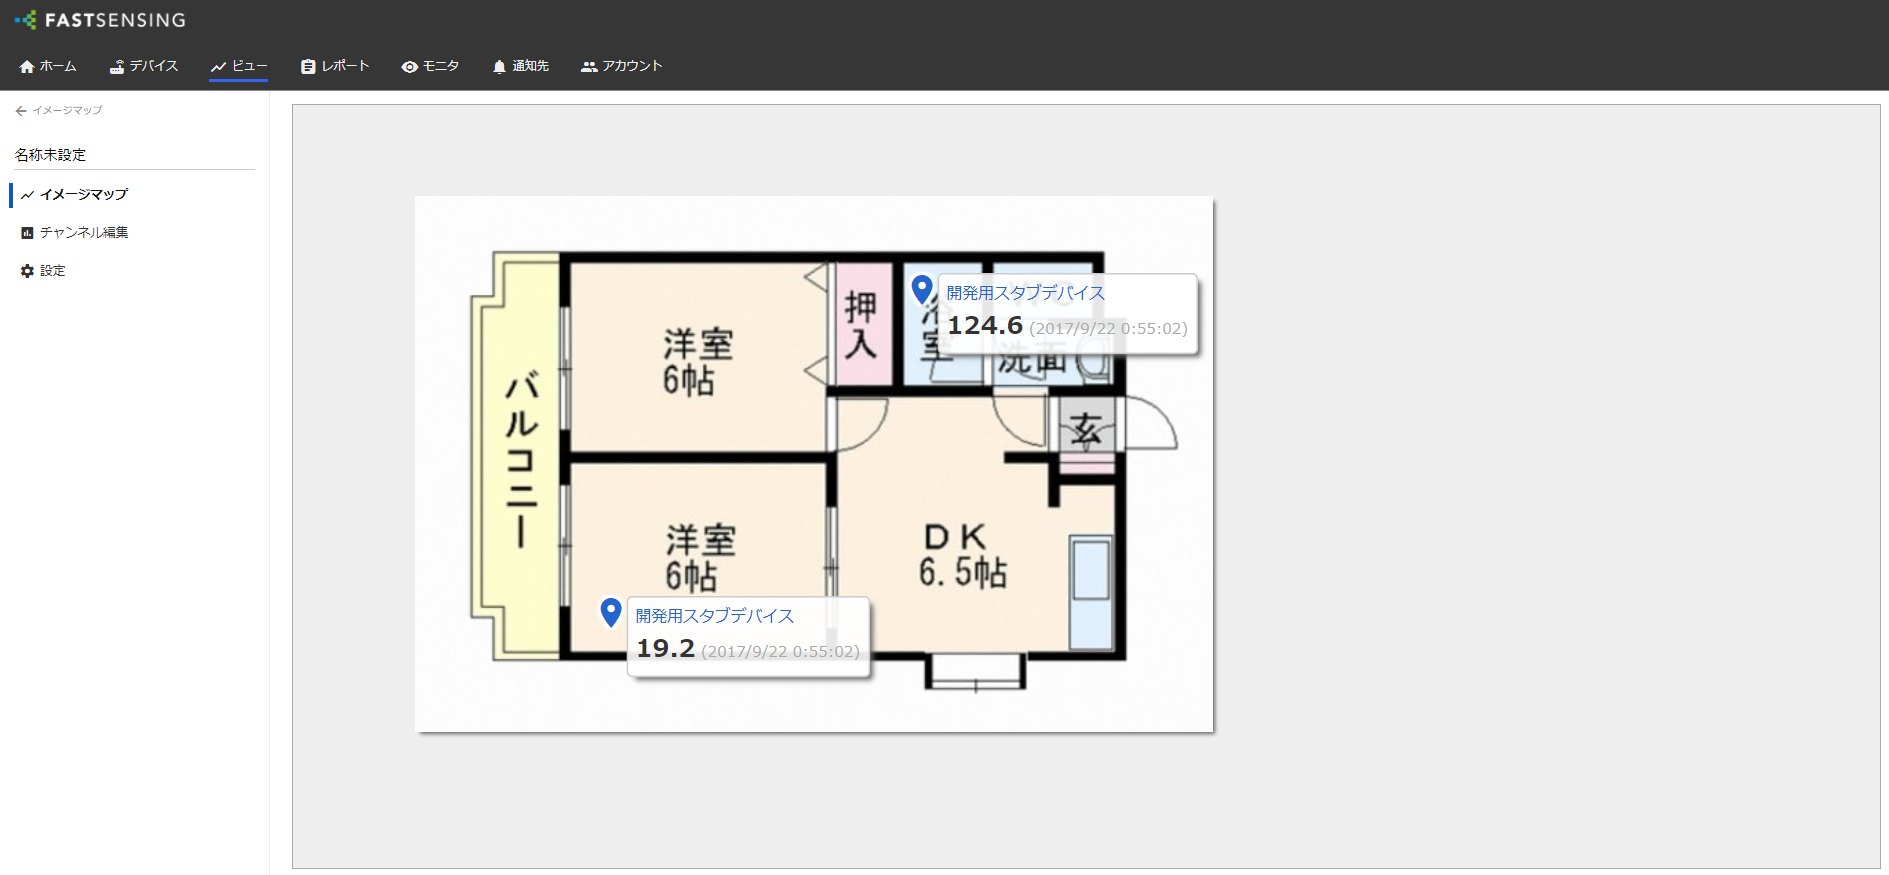 FASTSENSING
ホーム デバイス ビュー レポート モニタ 通知先 アカウント
イメージマップ
名称未設定
イメージマップ
チャンネル編集
設定
バルコニー
洋室
6帖
押入
浴室
開発用スタブデバイス
124.6 (2017/9/22 0:55:02)
洗面
玄
洋室
6帖
DK
6.5帖
開発用スタブデバイス
19.2 (2017/9/22 0:55:02)